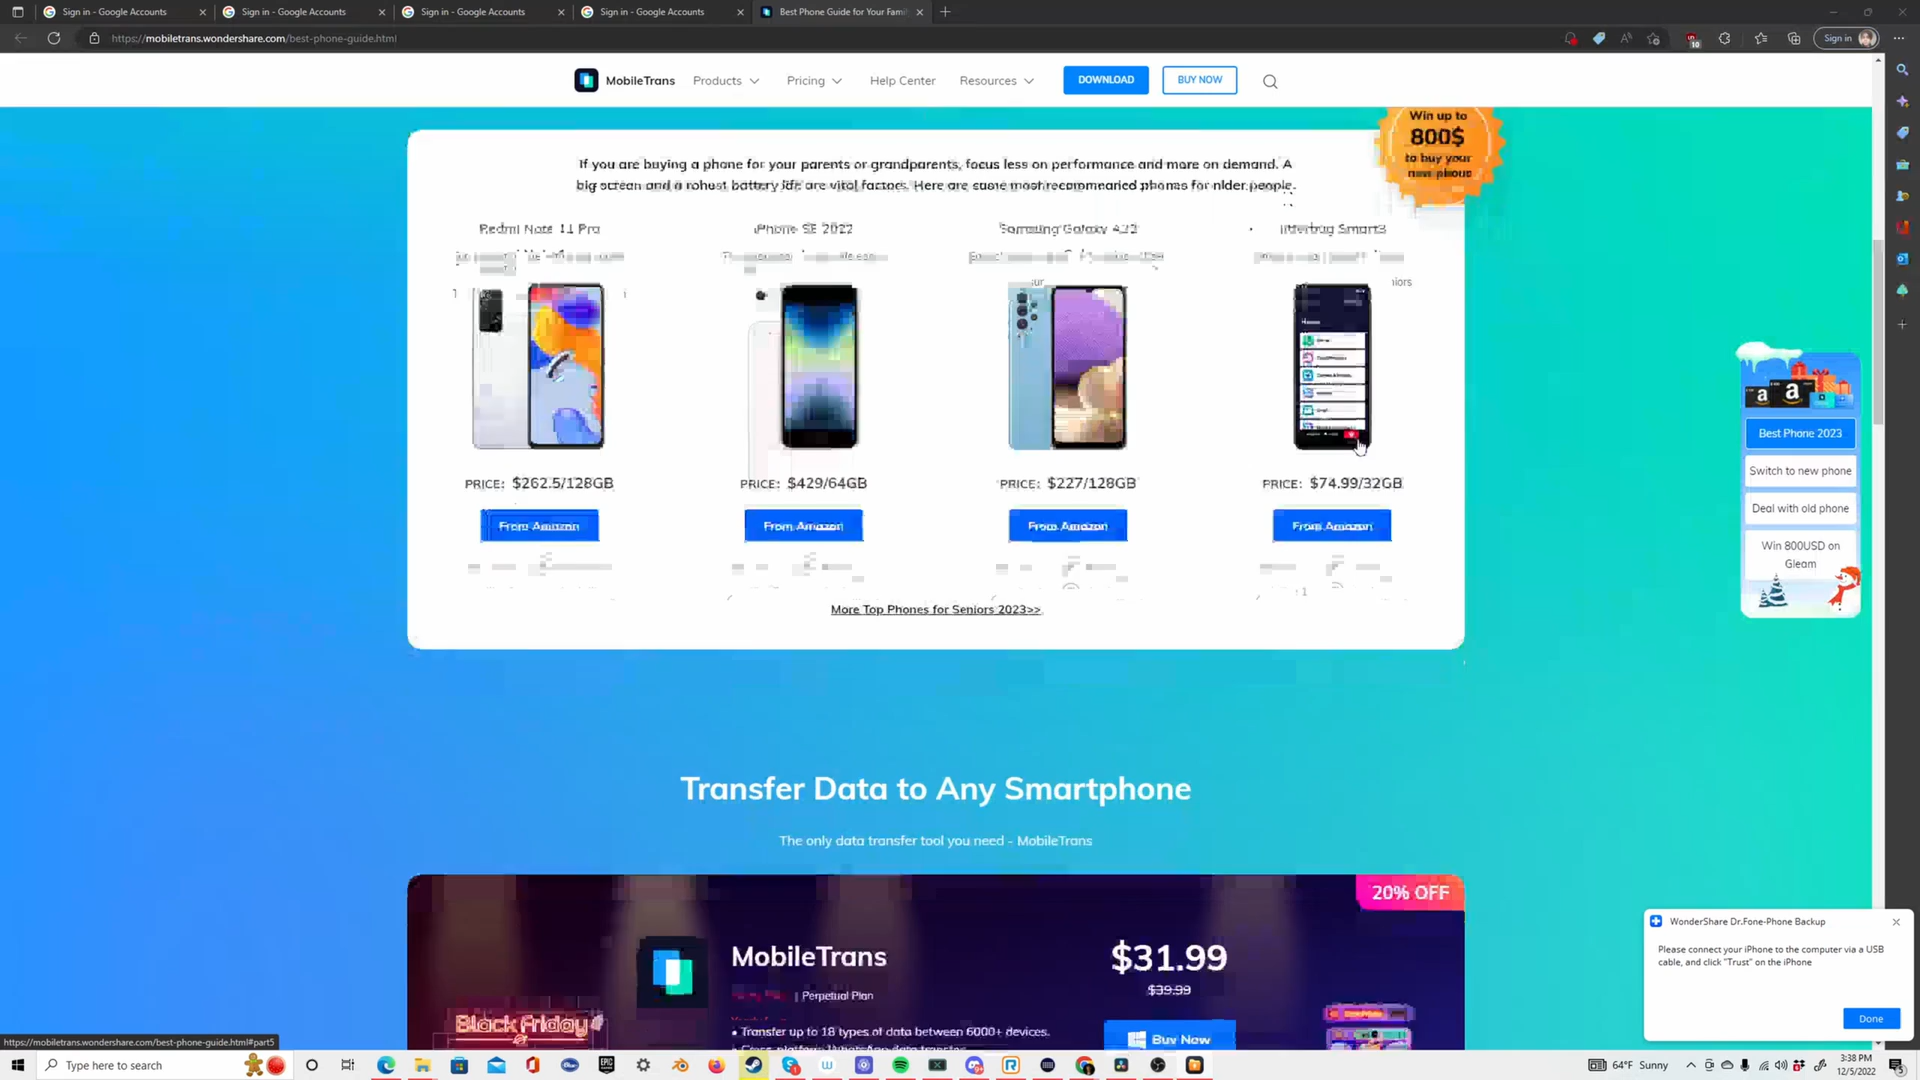 Sign in - Google Accounts
Sign in - Google Accounts
Sign in - Google Accounts
Sign in - Google Accounts
Best Phone Guide for Your Fami
https://mobiletrans.wondershare.com/best-phone-guide.html
10
Sign in
MobileTrans
Products
Pricing
Help Center
Resources
DOWNLOAD
BUY NOW
Win up to
800$
to buy your
new phone
If you are buying a phone for your parents or grandparents, focus less on performance and more on demand. A
big screen and a robust battery life are vital factors. Here are some most recommended phones for older people.
Redmi Note 11 Pro
iPhone SE 2022
Samsung Galaxy A32
Jitterbug Smart3
niors
PRICE: $262.5/128GB
PRICE: $429/64GB
PRICE: $227/128GB
PRICE: $74.99/32GB
From Amazon
From Amazon
From Amazon
From Amazon
More Top Phones for Seniors 2023>>
Best Phone 2023
Switch to new phone
Deal with old phone
Win 800USD on
Gleam
Transfer Data to Any Smartphone
The only data transfer tool you need - MobileTrans
20% OFF
MobileTrans
| Perpetual Plan
$31.99
$39.99
Black Friday
• Transfer up to 18 types of data between 6000+ devices.
Buy Now
WonderShare Dr.Fone-Phone Backup
Please connect your iPhone to the computer via a USB
cable, and click "Trust" on the iPhone
Done
https://mobiletrans.wondershare.com/best-phone-guide.html#part5
Type here to search
64°F Sunny
3:38 PM
12/5/2022